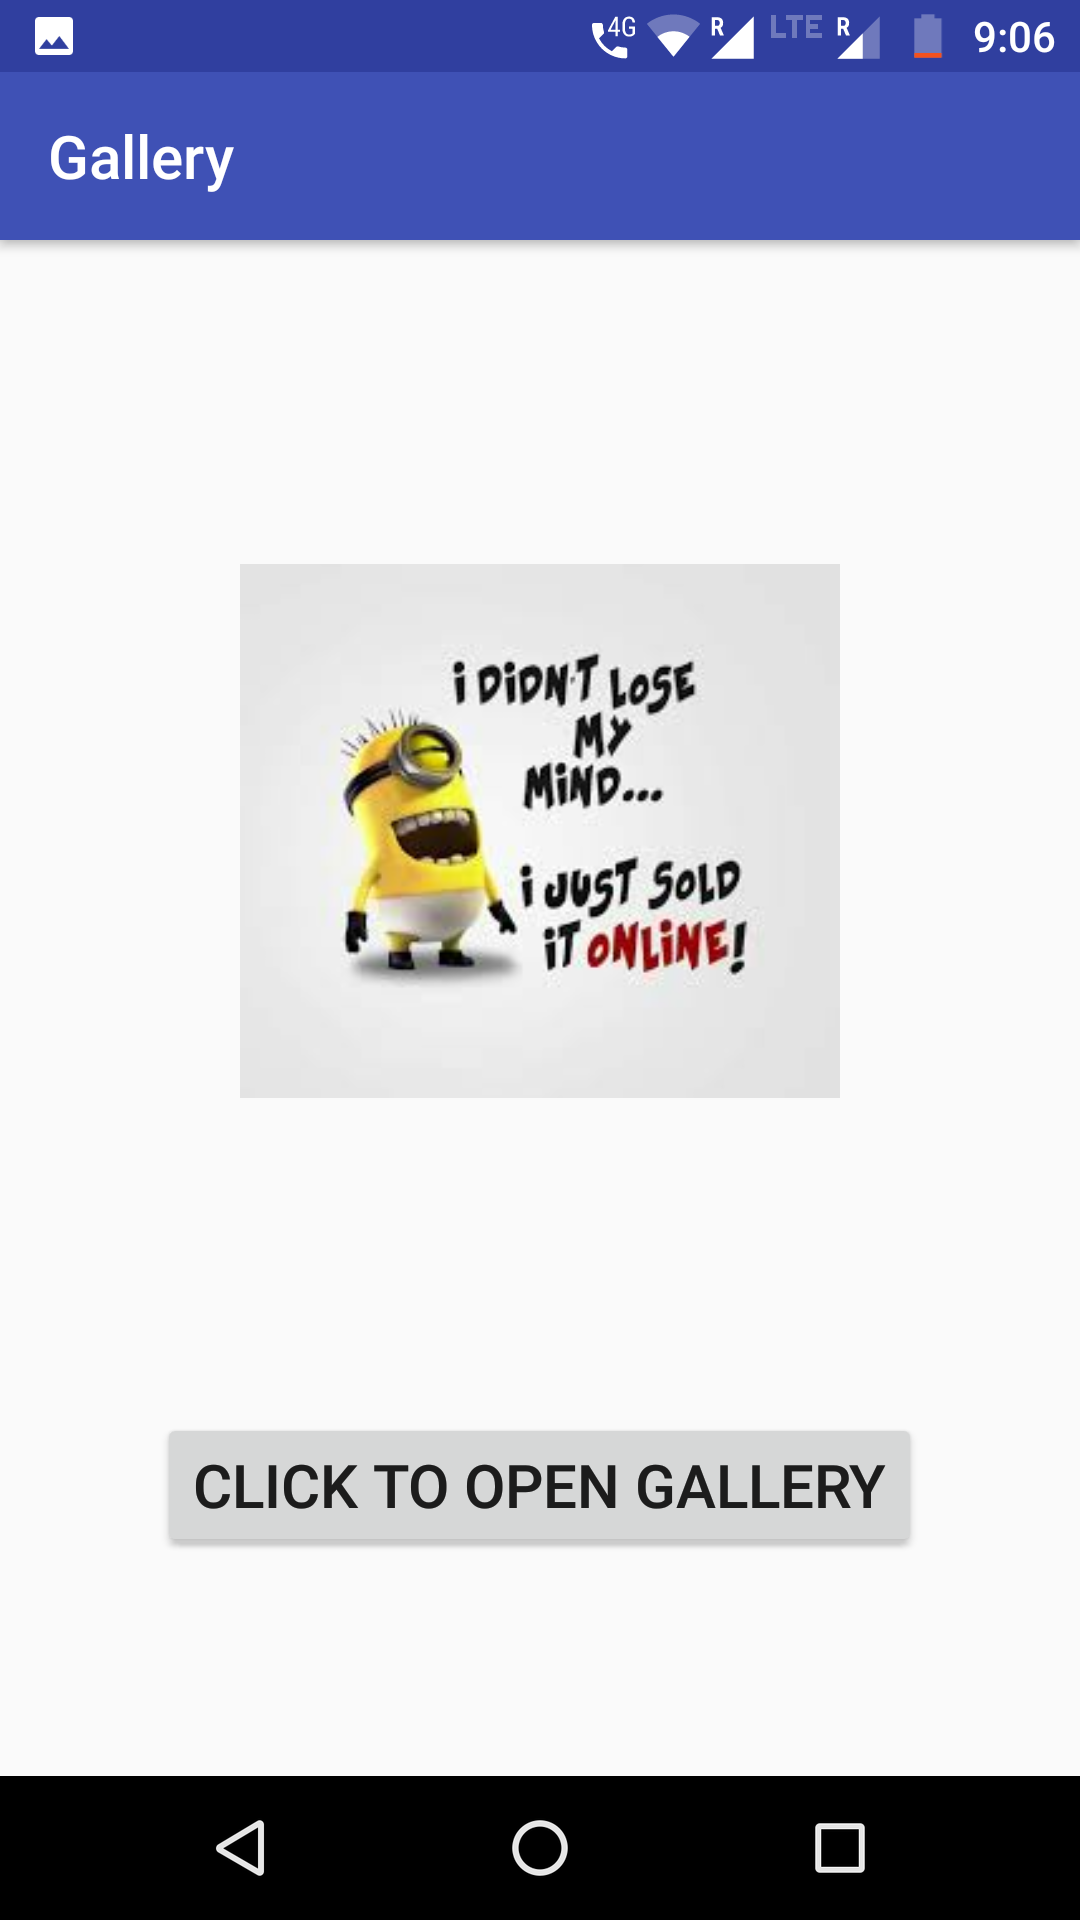 4G R LTE R 9:06
Gallery
i DiDN'T LOSE
MY
MiND...
i JUST SOLD
iT ONLiNE!
CLICK TO OPEN GALLERY